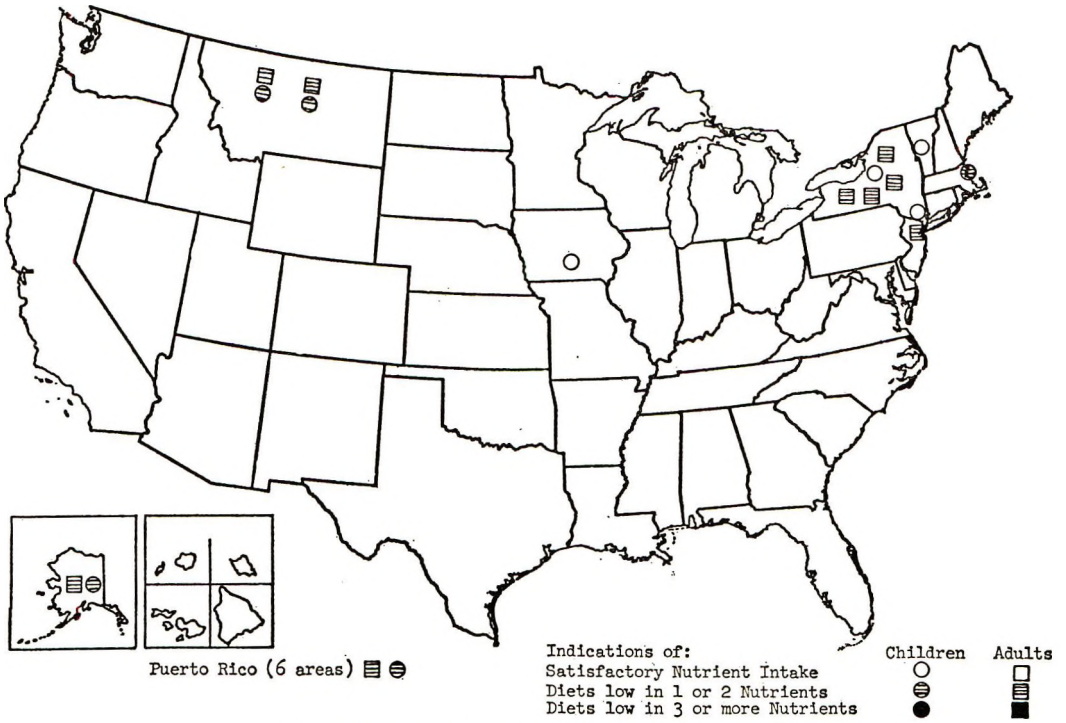 Puerto Rico (6 areas)
Indications of: Children Adults
Satisfactory Nutrient Intake
Diets low in 1 or 2 Nutrients
Diets low in 3 or more Nutrients